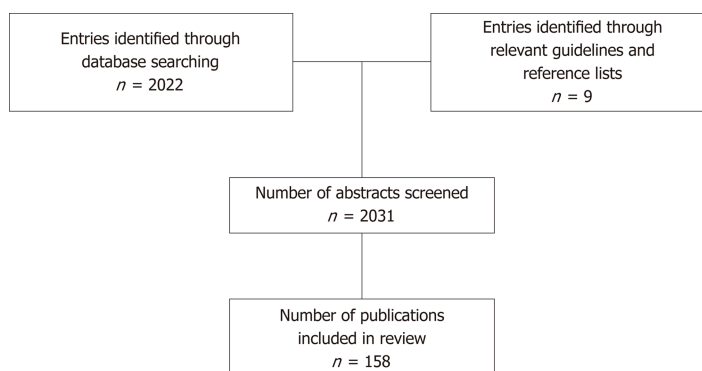 Entries identified through
database searching
n = 2022
Entries identified through
relevant guidelines and
reference lists
n = 9
Number of abstracts screened
n = 2031
Number of publications
included in review
n = 158